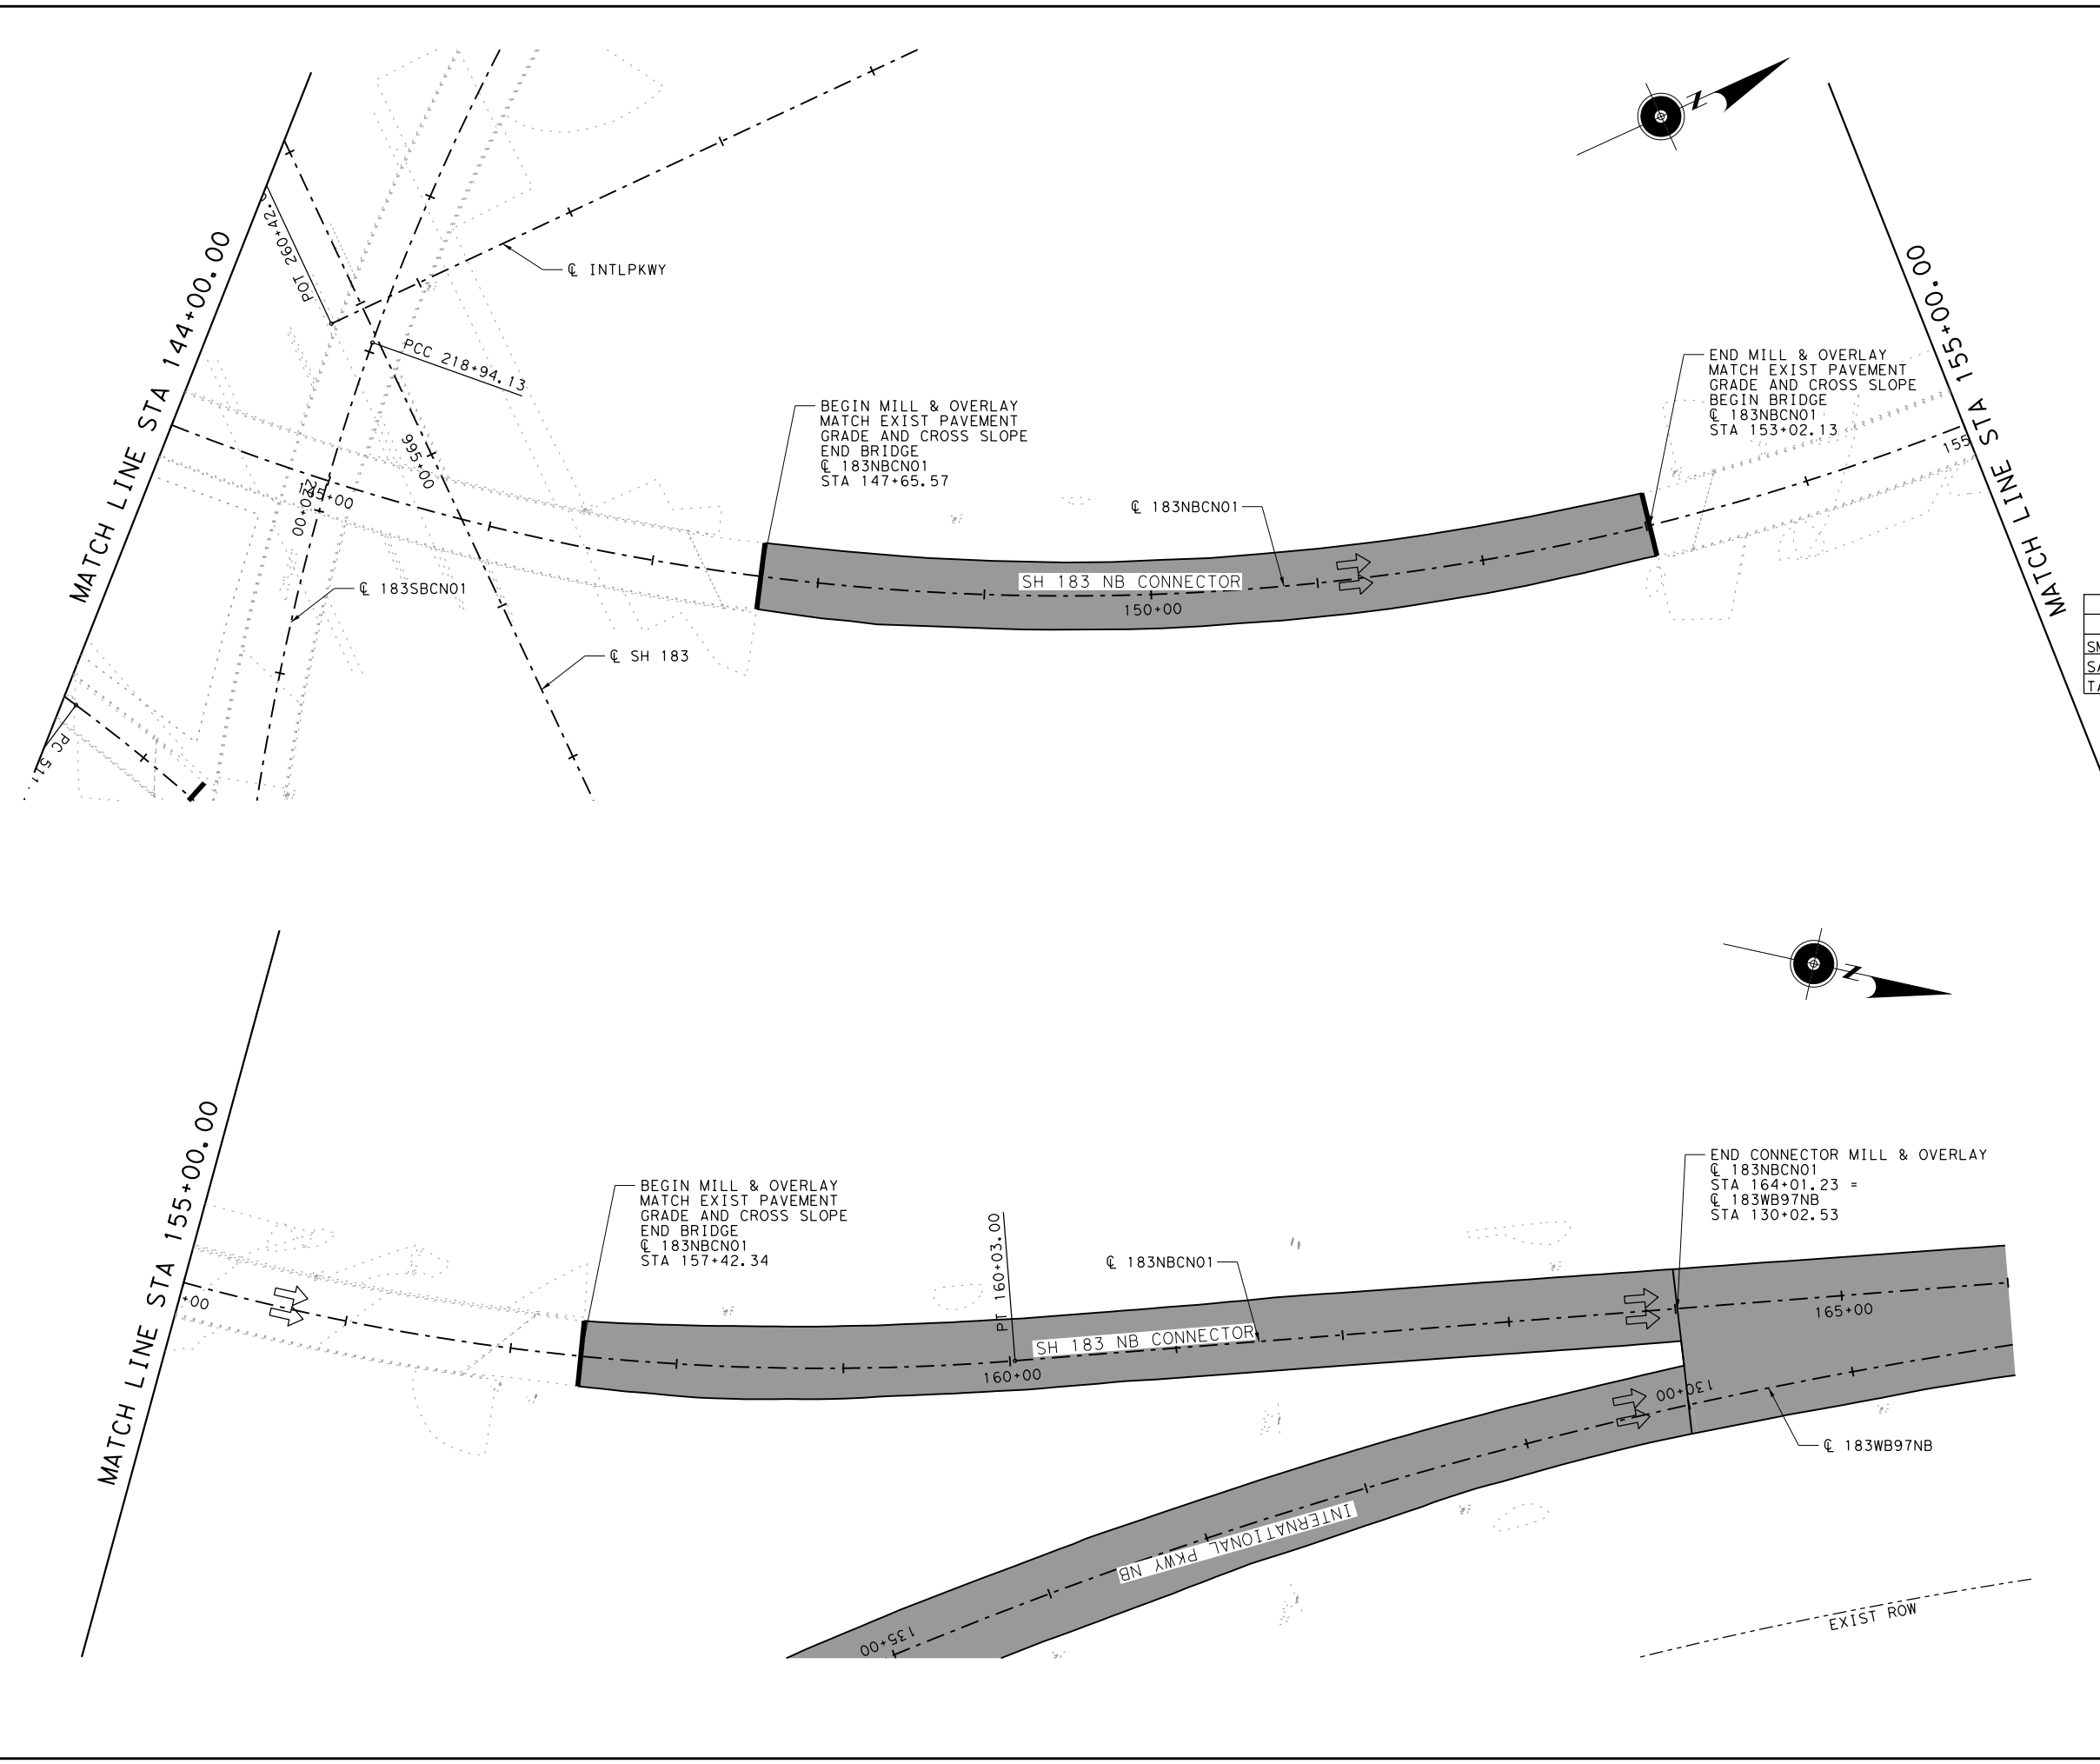 MATCH LINE STA 144+00.00
POT 260+42.
℄ INTLPKWY
PCC 218+94.13
995+00
145+00
220+00
℄ 183SBCN01
℄ SH 183
PC 51
BEGIN MILL & OVERLAY
MATCH EXIST PAVEMENT
GRADE AND CROSS SLOPE
END BRIDGE
℄ 183NBCN01
STA 147+65.57
℄ 183NBCN01
SH 183 NB CONNECTOR
150+00
N
END MILL & OVERLAY
MATCH EXIST PAVEMENT
GRADE AND CROSS SLOPE
BEGIN BRIDGE
℄ 183NBCN01
STA 153+02.13
155
MATCH LINE STA 155+00.00
SM
SA
TA
MATCH LINE STA 155+00.00
+00
BEGIN MILL & OVERLAY
MATCH EXIST PAVEMENT
GRADE AND CROSS SLOPE
END BRIDGE
℄ 183NBCN01
STA 157+42.34
PT 160+03.00
℄ 183NBCN01
SH 183 NB CONNECTOR
160+00
N
END CONNECTOR MILL & OVERLAY
℄ 183NBCN01
STA 164+01.23 =
℄ 183WB97NB
STA 130+02.53
165+00
130+00
℄ 183WB97NB
INTERNATIONAL PKWY NB
135+00
EXIST ROW